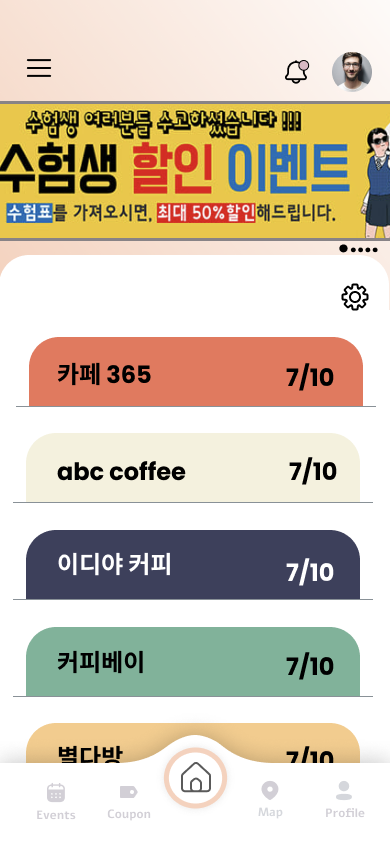 수험생 여러분들 수고하셨습니다 !!!
수험생 할인 이벤트
수험표를 가져오시면, 최대 50%할인해드립니다.
카페 365 7/10
abc coffee 7/10
이디야 커피 7/10
커피베이 7/10
별다방 7/10
Events Coupon Map Profile